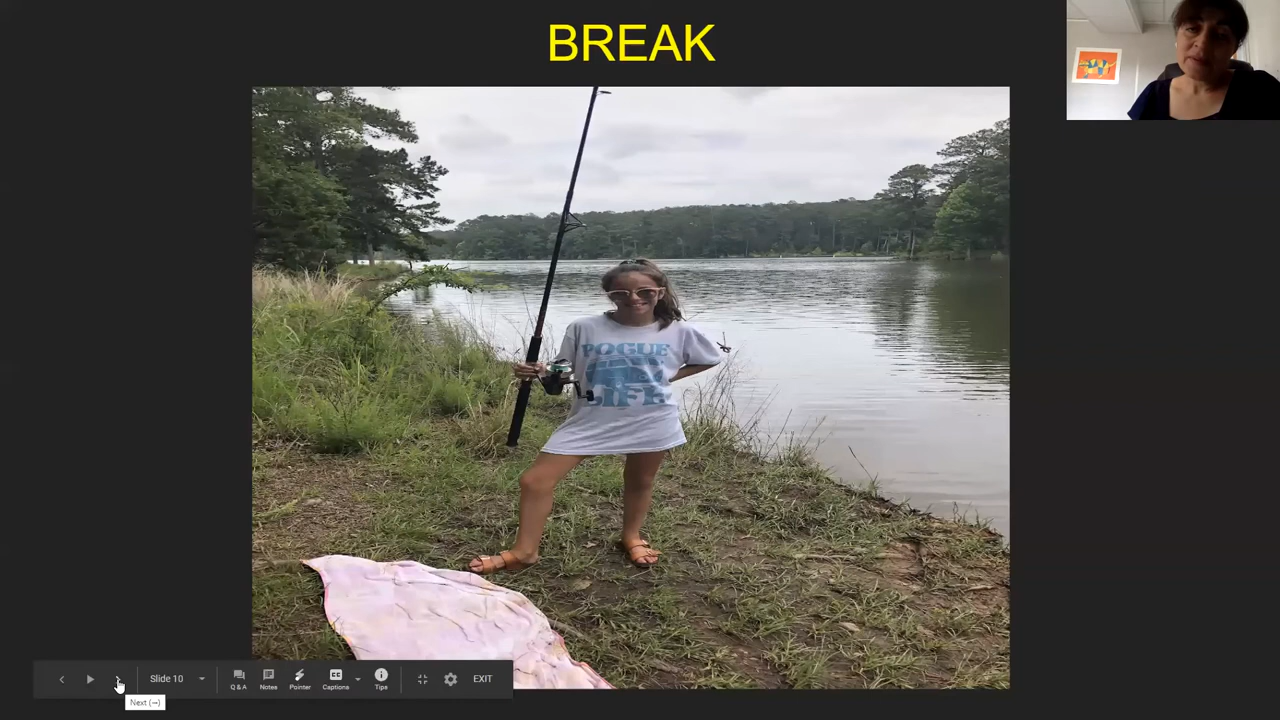 BREAK
POGUE
LIFE
Slide 10
Q & A
Notes
Pointer
Captions
Tips
EXIT
Next (→)